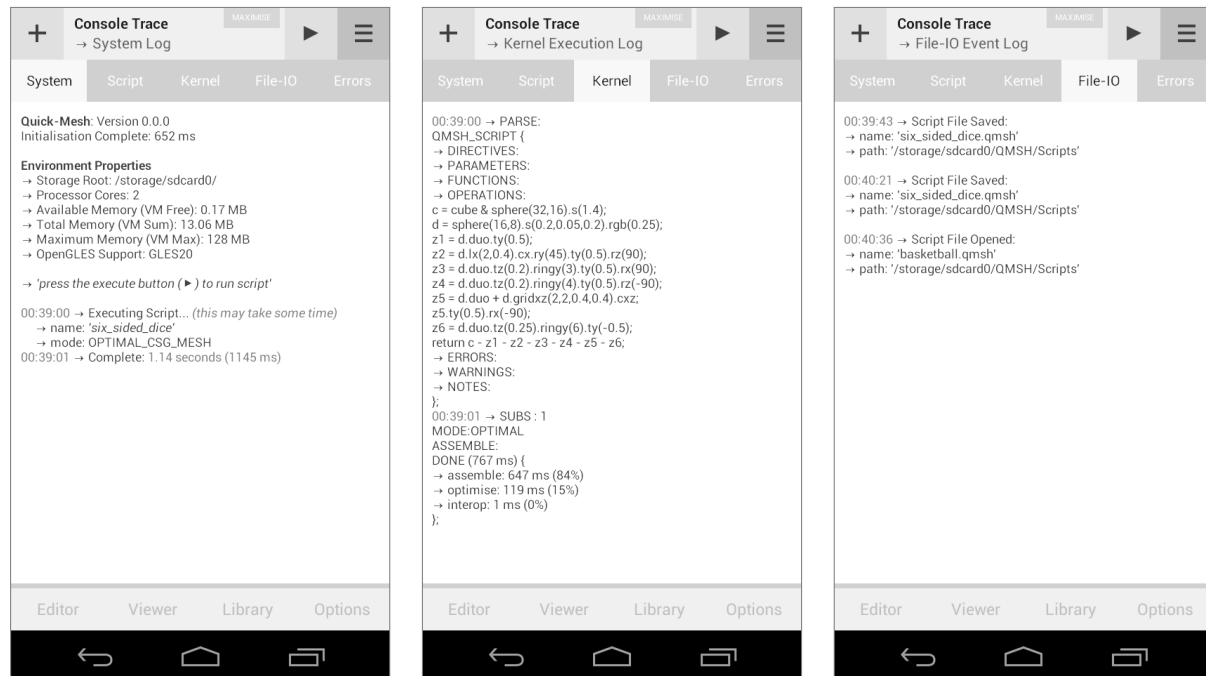 Console Trace
MAXIMISE
→ System Log
System Script Kernel File-IO Errors
Quick-Mesh: Version 0.0.0
Initialisation Complete: 652 ms
Environment Properties
→ Storage Root: /storage/sdcard0/
→ Processor Cores: 2
→ Available Memory (VM Free): 0.17 MB
→ Total Memory (VM Sum): 13.06 MB
→ Maximum Memory (VM Max): 128 MB
→ OpenGLES Support: GLES20
→ 'press the execute button (►) to run script'
00:39:00 → Executing Script... (this may take some time)
→ name: 'six_sided_dice'
→ mode: OPTIMAL_CSG_MESH
00:39:01 → Complete: 1.14 seconds (1145 ms)
Editor Viewer Library Options
Console Trace
MAXIMISE
→ Kernel Execution Log
System Script Kernel File-IO Errors
00:39:00 → PARSE:
QMSH_SCRIPT {
→ DIRECTIVES:
→ PARAMETERS:
→ FUNCTIONS:
→ OPERATIONS:
c = cube & sphere(32,16).s(1.4);
d = sphere(16,8).s(0.2,0.05,0.2).rgb(0.25);
z1 = d.duo.ty(0.5);
z2 = d.lx(2,0.4).cx.ry(45).ty(0.5).rz(90);
z3 = d.duo.tz(0.2).ringy(3).ty(0.5).rx(90);
z4 = d.duo.tz(0.2).ringy(4).ty(0.5).rz(-90);
z5 = d.duo + d.gridxz(2,2,0.4,0.4).cxz;
z5.ty(0.5).rx(-90);
z6 = d.duo.tz(0.25).ringy(6).ty(-0.5);
return c - z1 - z2 - z3 - z4 - z5 - z6;
→ ERRORS:
→ WARNINGS:
→ NOTES:
};
00:39:01 → SUBS : 1
MODE:OPTIMAL
ASSEMBLE:
DONE (767 ms) {
→ assemble: 647 ms (84%)
→ optimise: 119 ms (15%)
→ interop: 1 ms (0%)
};
Editor Viewer Library Options
Console Trace
MAXIMISE
→ File-IO Event Log
System Script Kernel File-IO Errors
00:39:43 → Script File Saved:
→ name: 'six_sided_dice.qmsh'
→ path: '/storage/sdcard0/QMSH/Scripts'
00:40:21 → Script File Saved:
→ name: 'six_sided_dice.qmsh'
→ path: '/storage/sdcard0/QMSH/Scripts'
00:40:36 → Script File Opened:
→ name: 'basketball.qmsh'
→ path: '/storage/sdcard0/QMSH/Scripts'
Editor Viewer Library Options